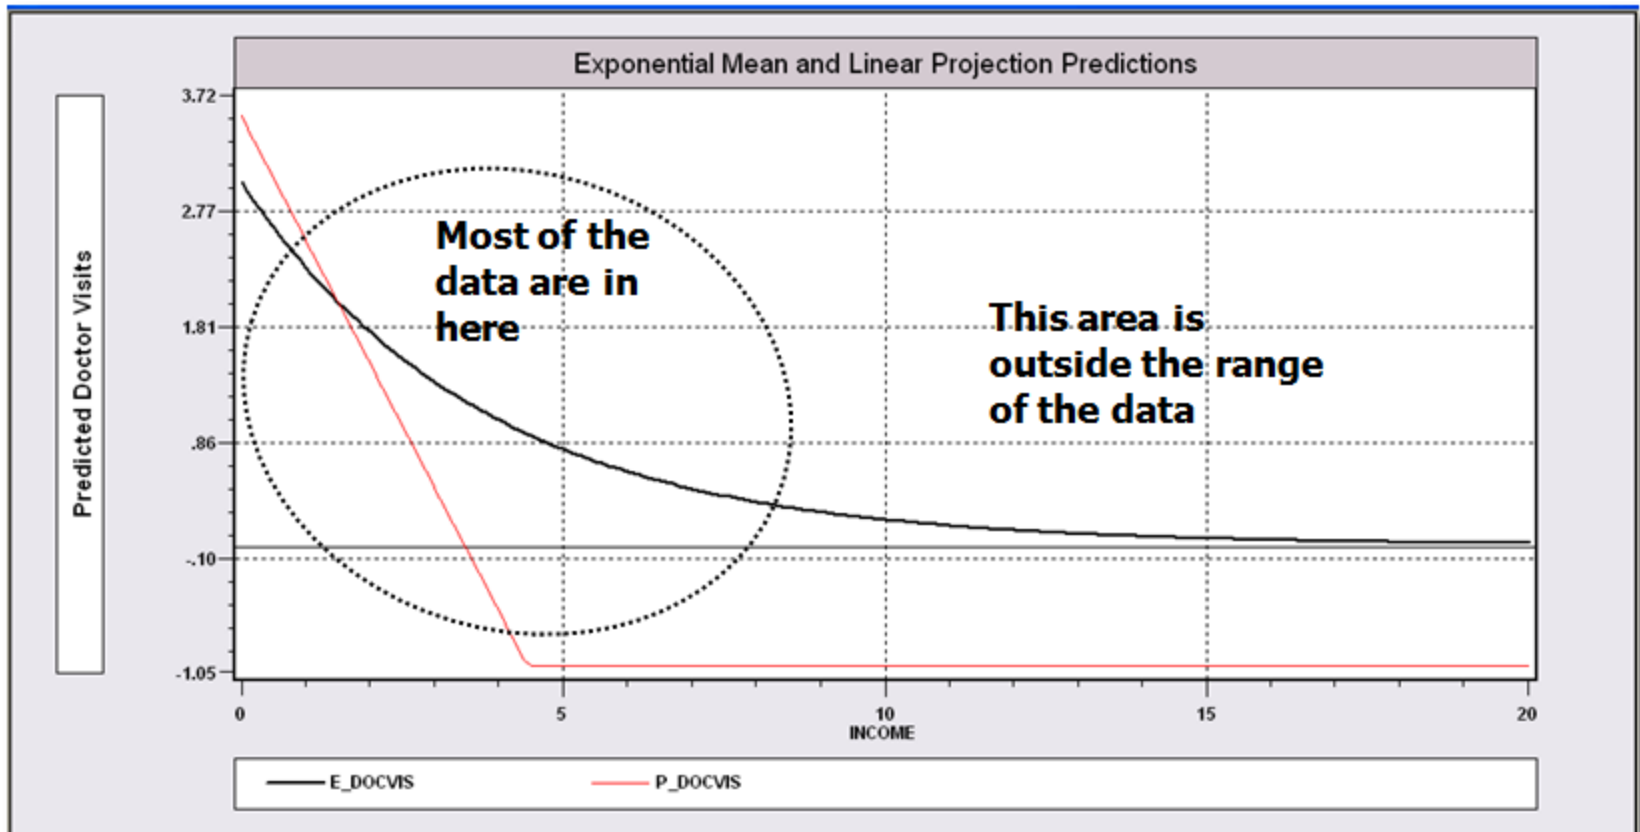 Exponential Mean and Linear Projection Predictions
Predicted Doctor Visits
3.72
2.77
1.81
.86
-.10
-1.05
Most of the
data are in
here
This area is
outside the range
of the data
0 5 10 15 20
INCOME
E_DOCVIS P_DOCVIS